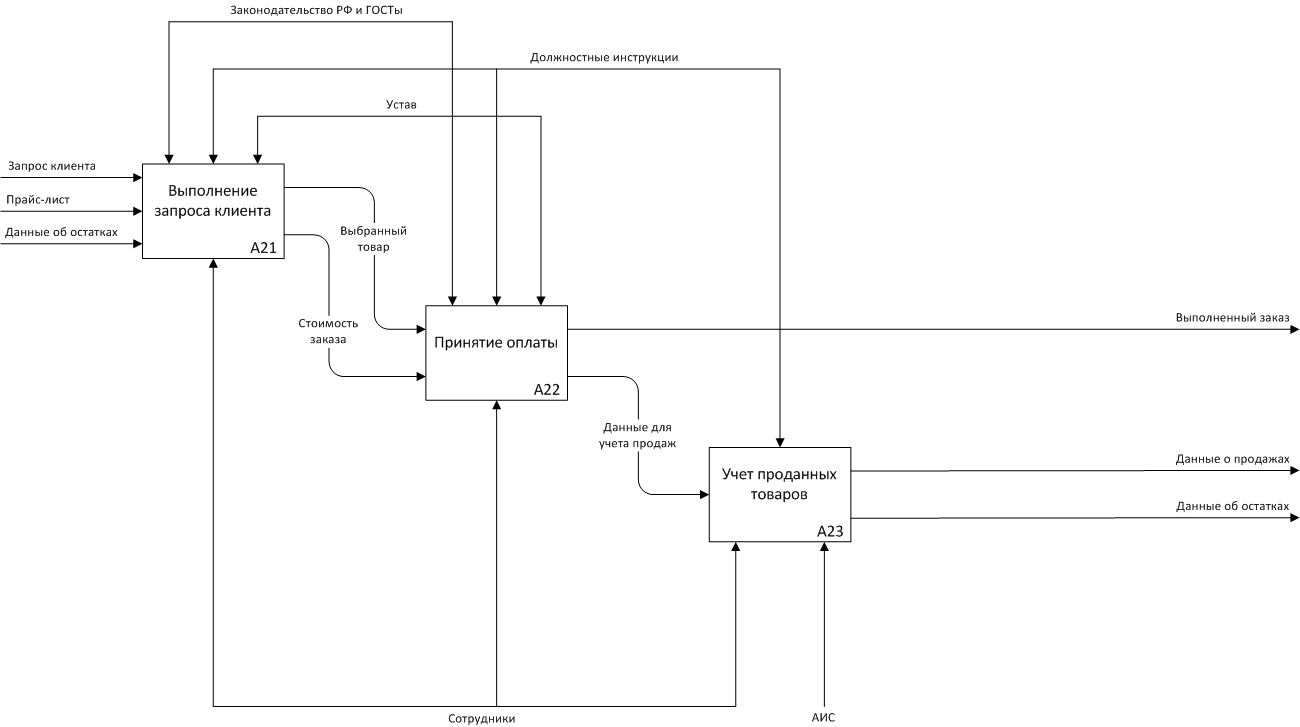 Законодательство РФ и ГОСТы
Должностные инструкции
Устав
Запрос клиента
Прайс-лист
Данные об остатках
Выполнение
запроса клиента
A21
Выбранный
товар
Стоимость
заказа
Принятие оплаты
A22
Выполненный заказ
Данные для
учета продаж
Учет проданных
товаров
A23
Данные о продажах
Данные об остатках
Сотрудники
АИС